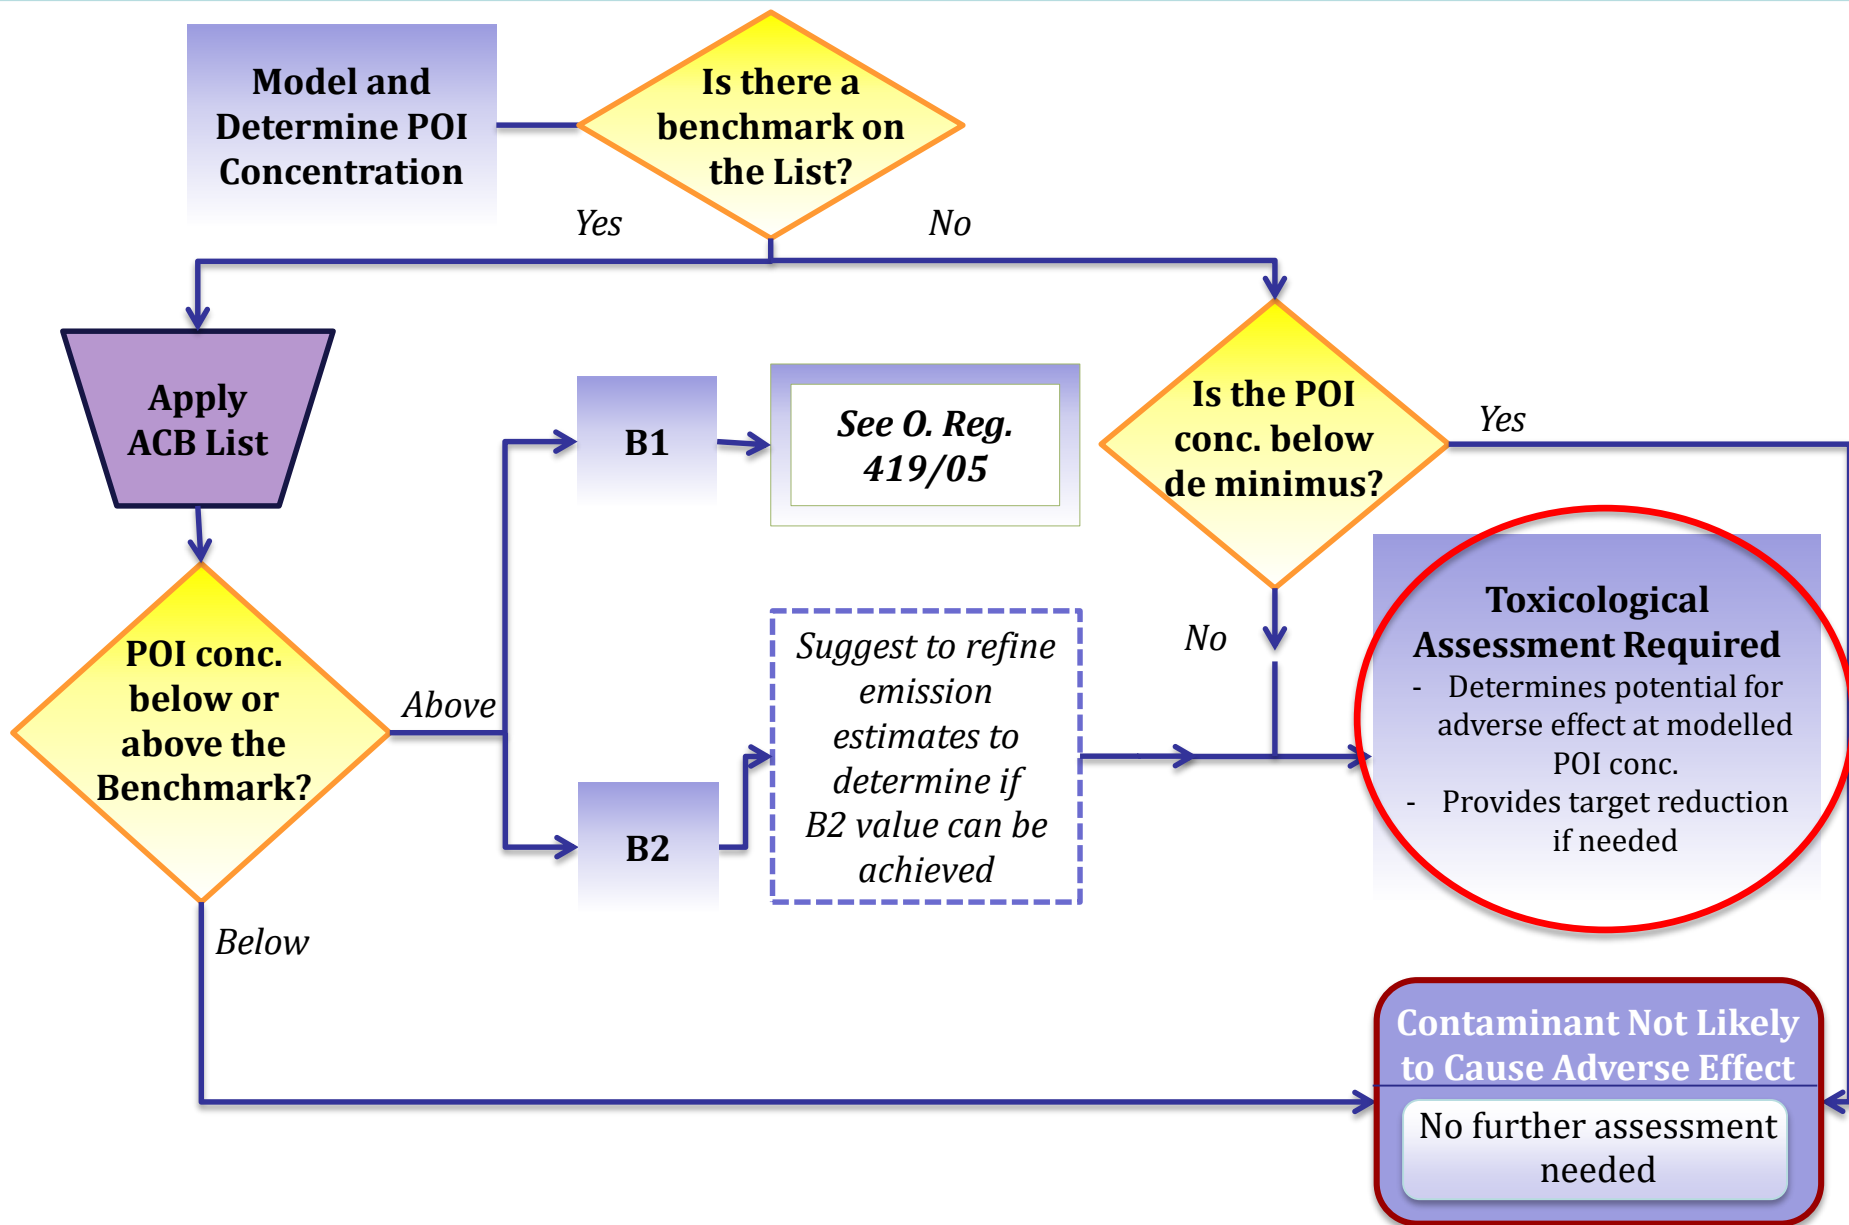 Model and
Determine POI
Concentration
Is there a
benchmark on
the List?
Yes
No
Apply
ACB List
B1
See O. Reg.
419/05
Is the POI
conc. below
de minimus?
Yes
POI conc.
below or
above the
Benchmark?
Above
B2
Suggest to refine
emission
estimates to
determine if
B2 value can be
achieved
No
Toxicological
Assessment Required
- Determines potential for
adverse effect at modelled
POI conc.
- Provides target reduction
if needed
Below
Contaminant Not Likely
to Cause Adverse Effect
No further assessment
needed